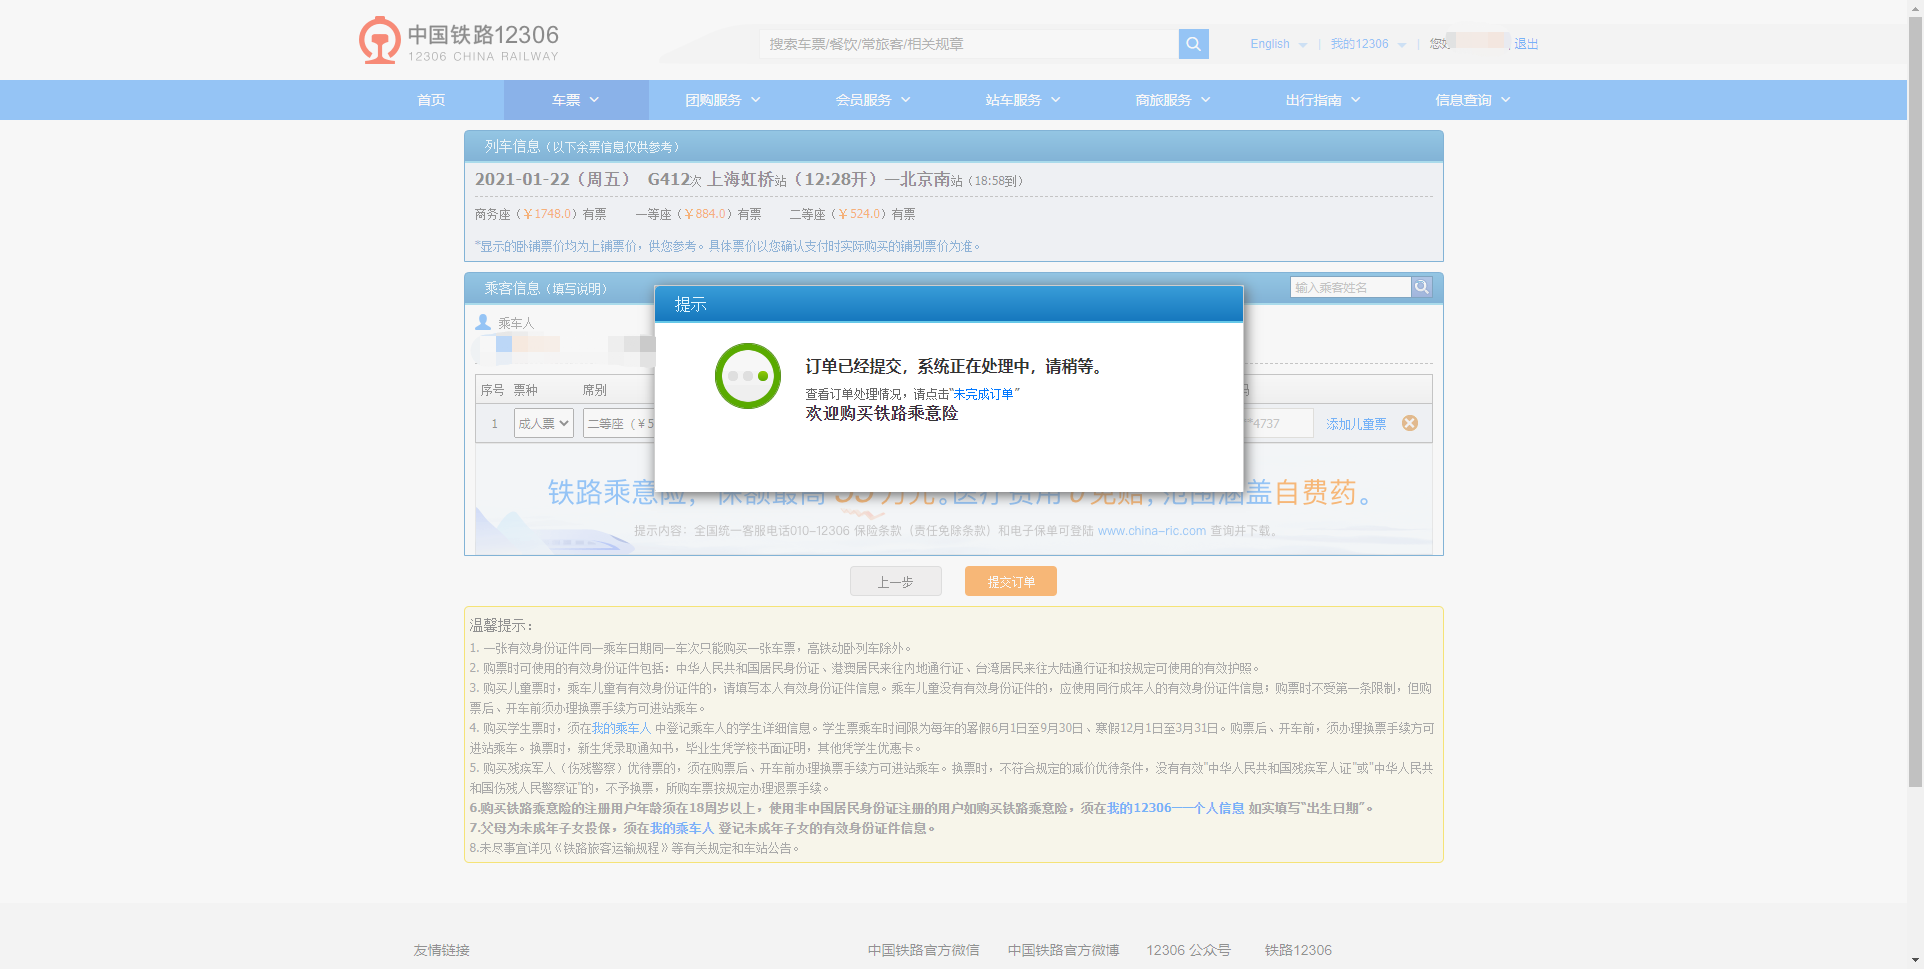 中国铁路12306
12306 CHINA RAILWAY
搜索车票/餐饮/常旅客/相关规章
English | 我的12306 | 您好 退出
首页 车票 团购服务 会员服务 站车服务 商旅服务 出行指南 信息查询
列车信息（以下余票信息仅供参考）
2021-01-22（周五） G412次 上海虹桥站（12:28开）—北京南站（18:58到）
商务座（￥1748.0）有票 一等座（￥884.0）有票 二等座（￥524.0）有票
*显示的卧铺票价均为上铺票价，供您参考。具体票价以您确认支付时实际购买的铺别票价为准。
乘客信息（填写说明） 输入乘客姓名
提示
乘车人
订单已经提交，系统正在处理中，请稍等。
查看订单处理情况，请点击“未完成订单”
欢迎购买铁路乘意险
序号 票种 席别
1 成人票 二等座（￥5 **4737 添加儿童票
铁路乘意险，保额最高 万元。医疗费用0免赔，范围涵盖自费药。
提示内容：全国统一客服电话010-12306 保险条款（责任免除条款）和电子保单可登陆 www.china-ric.com 查询并下载。
上一步 提交订单
温馨提示：
1. 一张有效身份证件同一乘车日期同一车次只能购买一张车票，高铁动卧列车除外。
2. 购票时可使用的有效身份证件包括：中华人民共和国居民身份证、港澳居民来往内地通行证、台湾居民来往大陆通行证和按规定可使用的有效护照。
3. 购买儿童票时，乘车儿童有有效身份证件的，请填写本人有效身份证件信息。乘车儿童没有有效身份证件的，应使用同行成年人的有效身份证件信息；购票时不受第一条限制，但购
票后、开车前须办理换票手续方可进站乘车。
4. 购买学生票时，须在我的乘车人 中登记乘车人的学生详细信息。学生票乘车时间限为每年的暑假6月1日至9月30日、寒假12月1日至3月31日。购票后、开车前，须办理换票手续方可
进站乘车。换票时，新生凭录取通知书，毕业生凭学校书面证明，其他凭学生优惠卡。
5. 购买残疾军人（伤残警察）优待票的，须在购票后、开车前办理换票手续方可进站乘车。换票时，不符合规定的减价优待条件，没有有效"中华人民共和国残疾军人证"或"中华人民共
和国伤残人民警察证"的，不予换票，所购车票按规定办理退票手续。
6.购买铁路乘意险的注册用户年龄须在18周岁以上，使用非中国居民身份证注册的用户如购买铁路乘意险，须在我的12306——个人信息 如实填写“出生日期”。
7.父母为未成年子女投保，须在我的乘车人 登记未成年子女的有效身份证件信息。
8.未尽事宜详见《铁路旅客运输规程》等有关规定和车站公告。
友情链接 中国铁路官方微信 中国铁路官方微博 12306 公众号 铁路12306